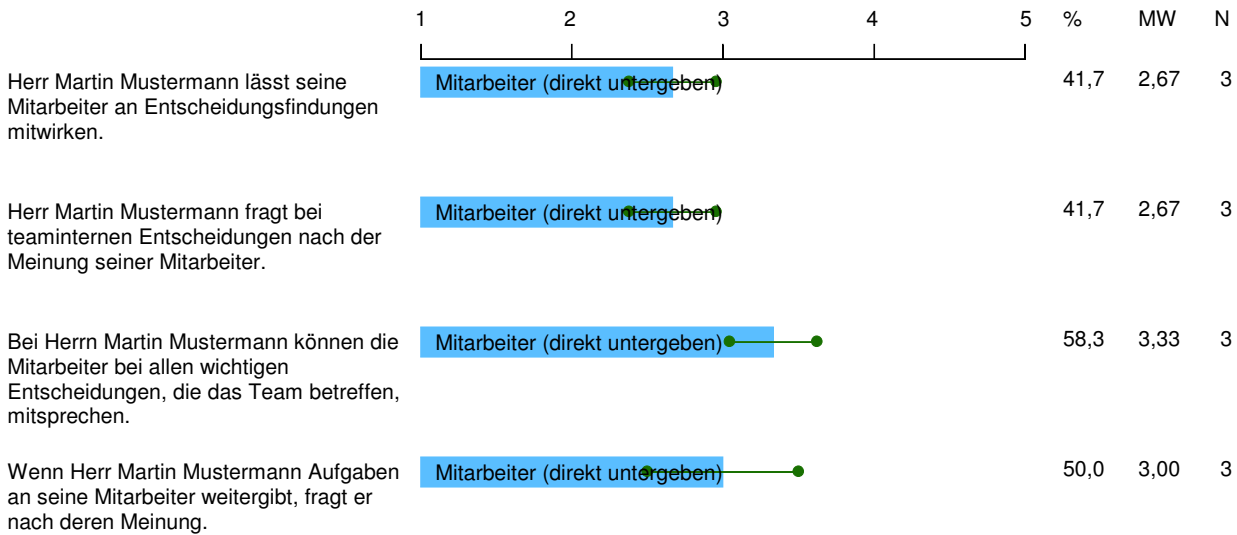 1 2 3 4 5 % MW N
Herr Martin Mustermann lässt seine
Mitarbeiter an Entscheidungsfindungen
mitwirken.
Mitarbeiter (direkt untergeben) 41,7 2,67 3
Herr Martin Mustermann fragt bei
teaminternen Entscheidungen nach der
Meinung seiner Mitarbeiter.
Mitarbeiter (direkt untergeben) 41,7 2,67 3
Bei Herrn Martin Mustermann können die
Mitarbeiter bei allen wichtigen
Entscheidungen, die das Team betreffen,
mitsprechen.
Mitarbeiter (direkt untergeben) 58,3 3,33 3
Wenn Herr Martin Mustermann Aufgaben
an seine Mitarbeiter weitergibt, fragt er
nach deren Meinung.
Mitarbeiter (direkt untergeben) 50,0 3,00 3